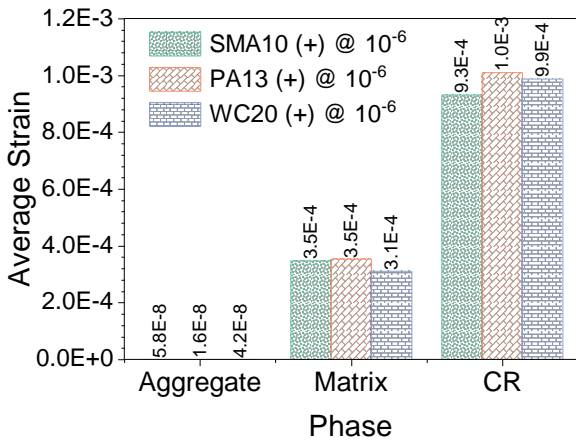 1.2E-3
1.0E-3
8.0E-4
6.0E-4
4.0E-4
2.0E-4
0.0E+0
Average Strain
SMA10 (+) @ 10⁻⁶
PA13 (+) @ 10⁻⁶
WC20 (+) @ 10⁻⁶
5.8E-8
1.6E-8
4.2E-8
3.5E-4
3.5E-4
3.1E-4
9.3E-4
1.0E-3
9.9E-4
Aggregate Matrix CR
Phase